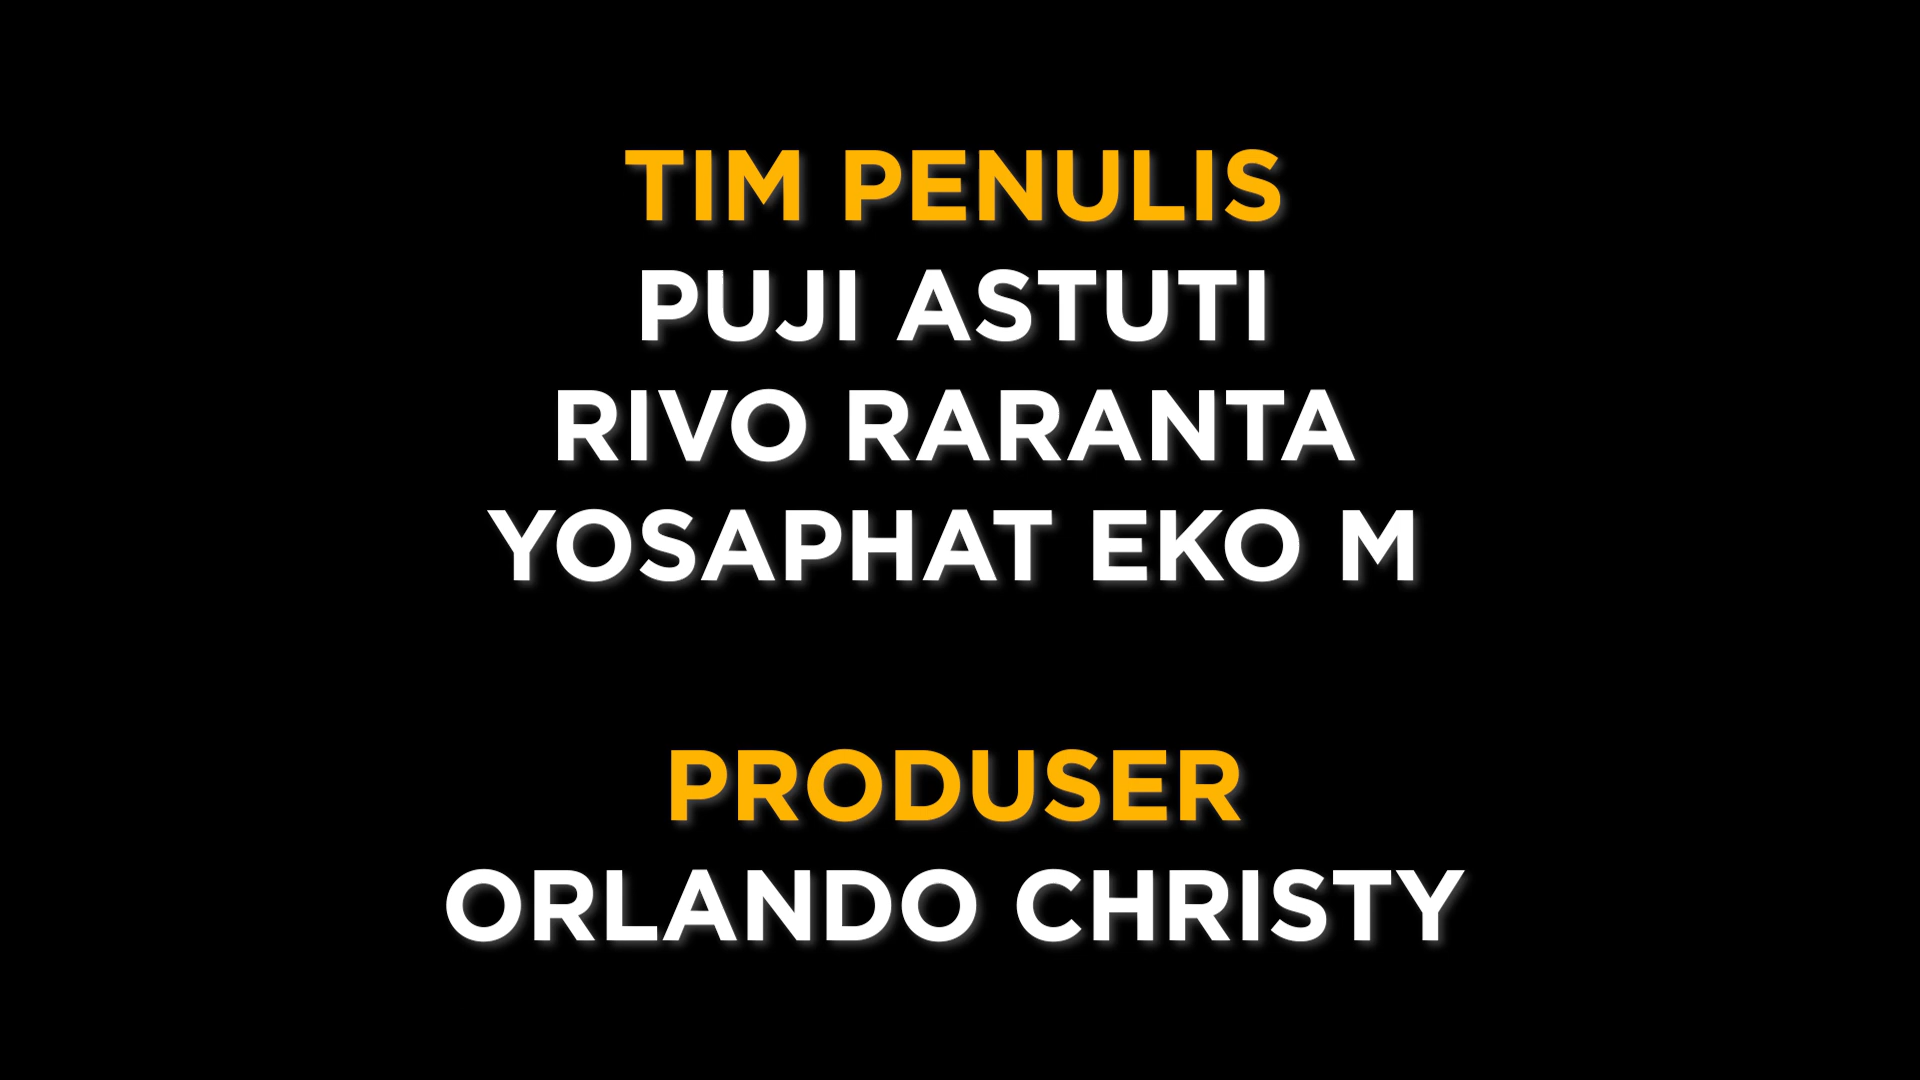 TIM PENULIS
PUJI ASTUTI
RIVO RARANTA
YOSAPHAT EKO M
PRODUSER
ORLANDO CHRISTY